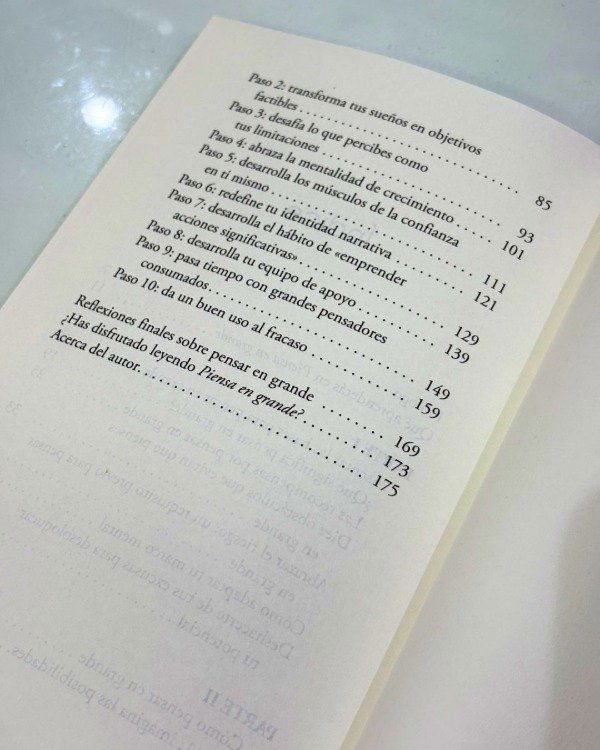 Paso 2: transforma tus sueños en objetivos
factibles . . . . . . . . . . . . . . . . . . . . . . . . 85
Paso 3: desafía lo que percibes como
tus limitaciones . . . . . . . . . . . . . . . . . . . 93
Paso 4: abraza la mentalidad de crecimiento . . . . . 101
Paso 5: desarrolla los músculos de la confianza
en ti mismo . . . . . . . . . . . . . . . . . . . . . . 111
Paso 6: redefine tu identidad narrativa . . . . . . . . 121
Paso 7: desarrolla el hábito de «emprender
acciones significativas» . . . . . . . . . . . . . . . 129
Paso 8: desarrolla tu equipo de apoyo . . . . . . . . 139
Paso 9: pasa tiempo con grandes pensadores
consumados . . . . . . . . . . . . . . . . . . . . . . 149
Paso 10: da un buen uso al fracaso . . . . . . . . . . 159
Reflexiones finales sobre pensar en grande . . . . . . . 169
¿Has disfrutado leyendo Piensa en grande? . . . . . . . 173
Acerca del autor . . . . . . . . . . . . . . . . . . . . . 175